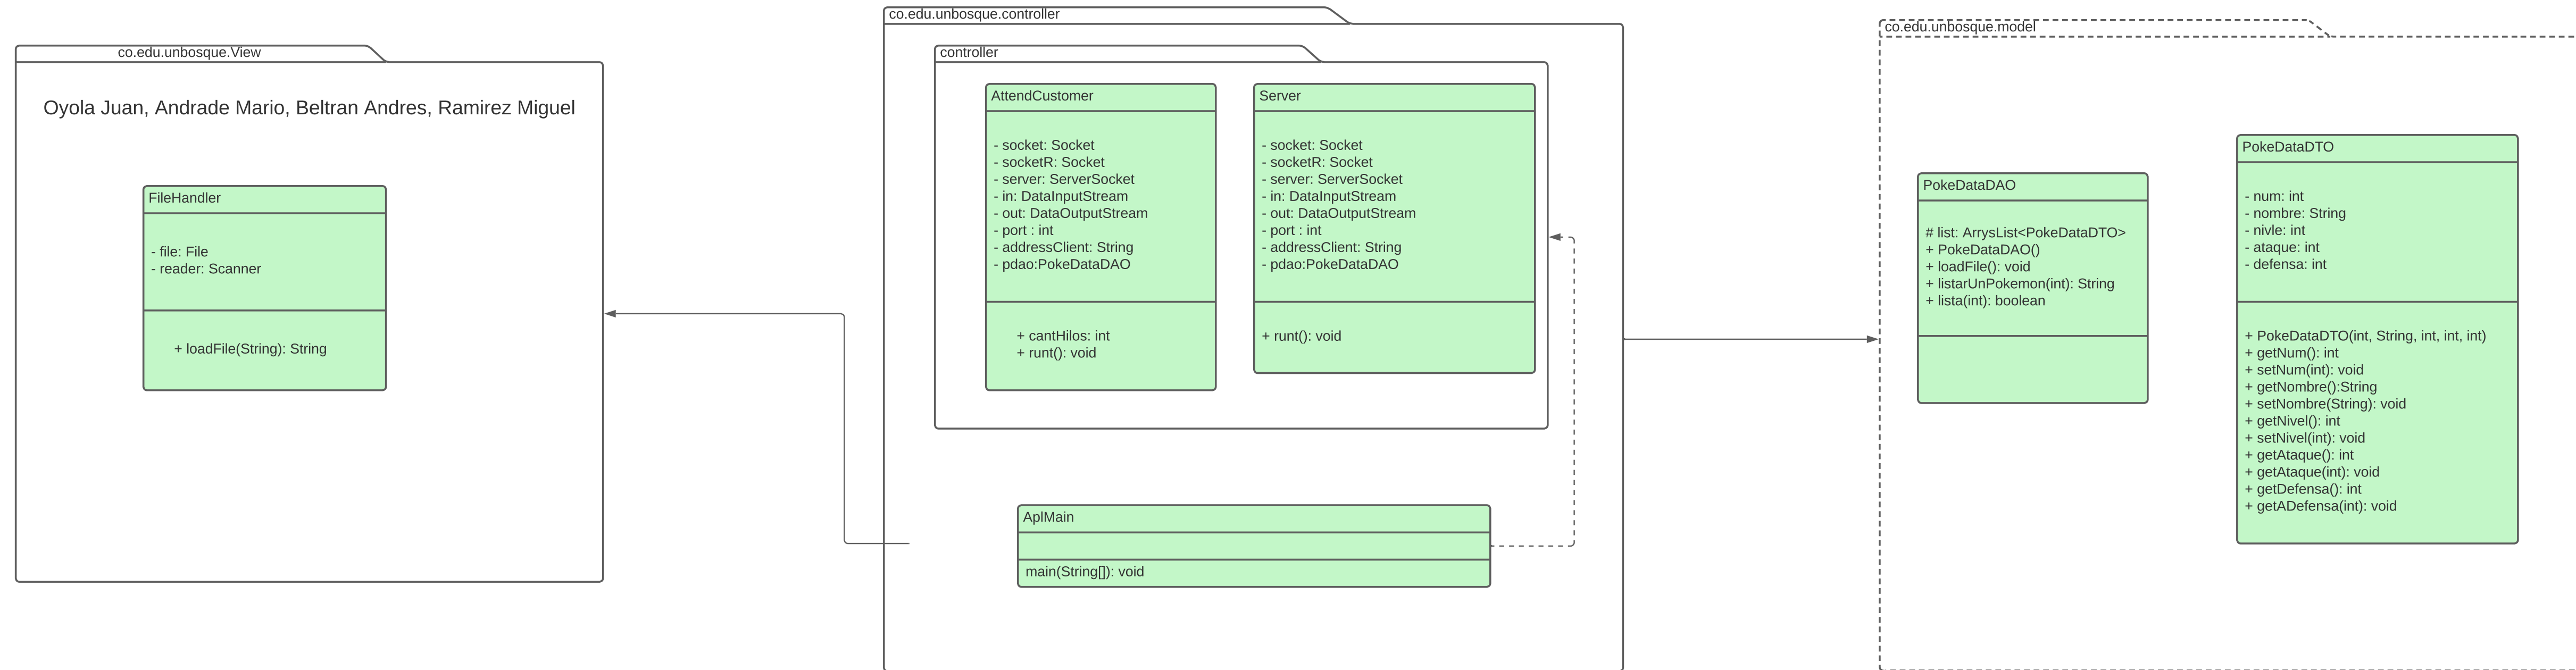 co.edu.unbosque.View
Oyola Juan, Andrade Mario, Beltran Andres, Ramirez Miguel
FileHandler
- file: File
- reader: Scanner
+ loadFile(String): String
co.edu.unbosque.controller
controller
AttendCustomer
- socket: Socket
- socketR: Socket
- server: ServerSocket
- in: DataInputStream
- out: DataOutputStream
- port : int
- addressClient: String
- pdao:PokeDataDAO
+ cantHilos: int
+ runt(): void
Server
- socket: Socket
- socketR: Socket
- server: ServerSocket
- in: DataInputStream
- out: DataOutputStream
- port : int
- addressClient: String
- pdao:PokeDataDAO
+ runt(): void
AplMain
main(String[]): void
co.edu.unbosque.model
PokeDataDAO
# list: ArrysList<PokeDataDTO>
+ PokeDataDAO()
+ loadFile(): void
+ listarUnPokemon(int): String
+ lista(int): boolean
PokeDataDTO
- num: int
- nombre: String
- nivle: int
- ataque: int
- defensa: int
+ PokeDataDTO(int, String, int, int, int)
+ getNum(): int
+ setNum(int): void
+ getNombre():String
+ setNombre(String): void
+ getNivel(): int
+ setNivel(int): void
+ getAtaque(): int
+ getAtaque(int): void
+ getDefensa(): int
+ getADefensa(int): void